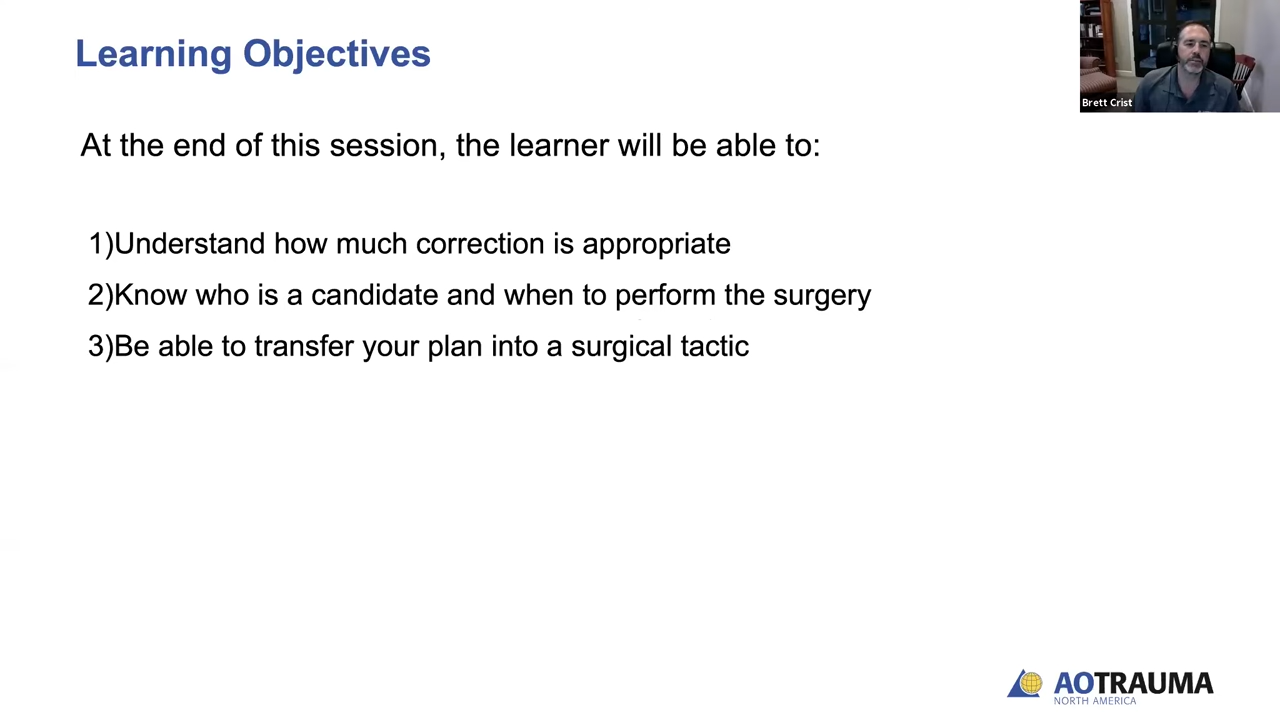 Learning Objectives
Brett Crist
At the end of this session, the learner will be able to:
1)Understand how much correction is appropriate
2)Know who is a candidate and when to perform the surgery
3)Be able to transfer your plan into a surgical tactic
AOTRAUMA
NORTH AMERICA